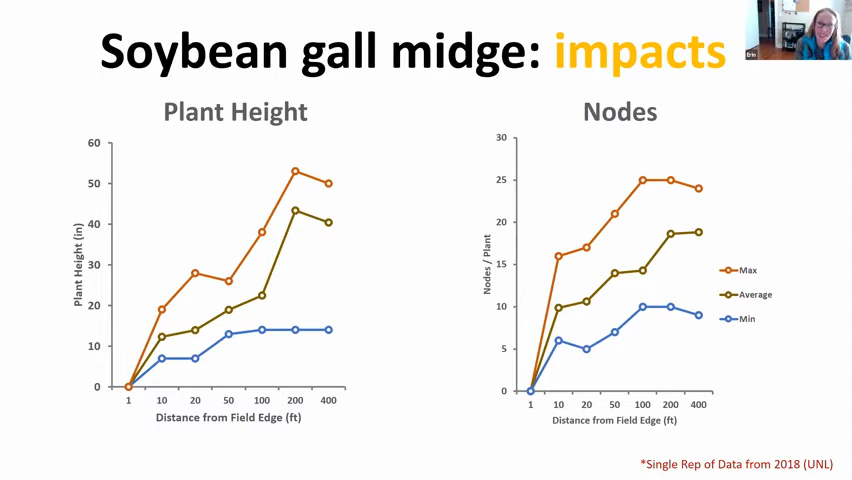 Soybean gall midge: impacts
Erin
Plant Height
60
50
40
30
20
10
0
Plant Height (in)
1 10 20 50 100 200 400
Distance from Field Edge (ft)
Nodes
30
25
20
15
10
5
0
Nodes / Plant
1 10 20 50 100 200 400
Distance from Field Edge (ft)
Max
Average
Min
*Single Rep of Data from 2018 (UNL)